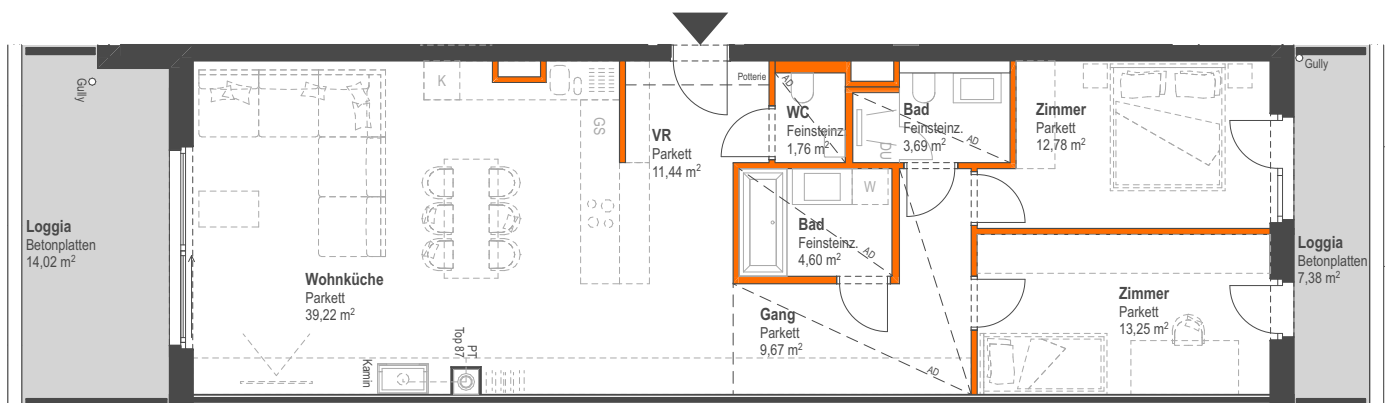 Gully
Loggia
Betonplatten
14,02 m²
K
GS
Wohnküche
Parkett
39,22 m²
Kamin
PT
Top 87
VR
Parkett
11,44 m²
Potterie
AD
WC
Feinsteinz.
1,76 m²
DU
Bad
Feinsteinz.
3,69 m²
AD
W
Bad
Feinsteinz.
4,60 m²
AD
Gang
Parkett
9,67 m²
AD
Zimmer
Parkett
12,78 m²
Zimmer
Parkett
13,25 m²
Gully
Loggia
Betonplatten
7,38 m²